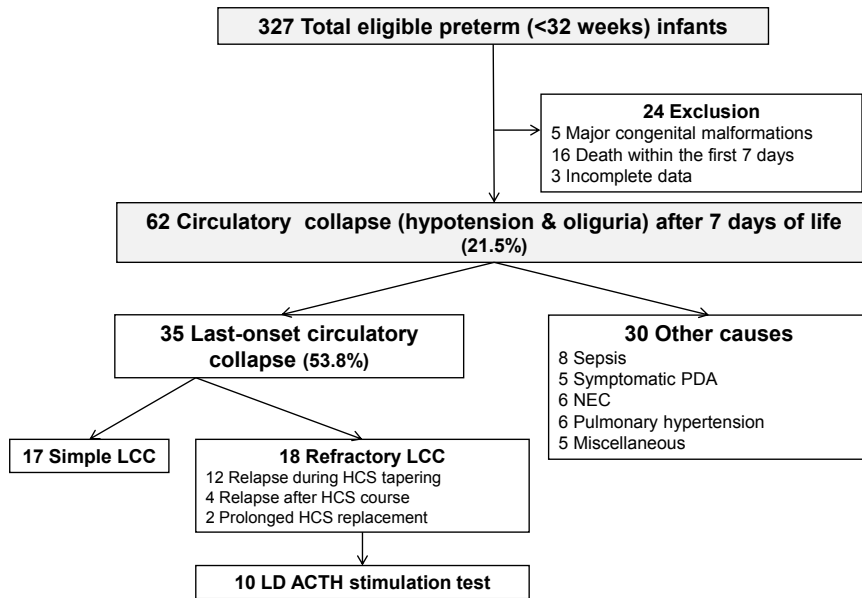 327 Total eligible preterm (<32 weeks) infants
24 Exclusion
5 Major congenital malformations
16 Death within the first 7 days
3 Incomplete data
62 Circulatory collapse (hypotension & oliguria) after 7 days of life
(21.5%)
35 Last-onset circulatory
collapse (53.8%)
30 Other causes
8 Sepsis
5 Symptomatic PDA
6 NEC
6 Pulmonary hypertension
5 Miscellaneous
17 Simple LCC
18 Refractory LCC
12 Relapse during HCS tapering
4 Relapse after HCS course
2 Prolonged HCS replacement
10 LD ACTH stimulation test